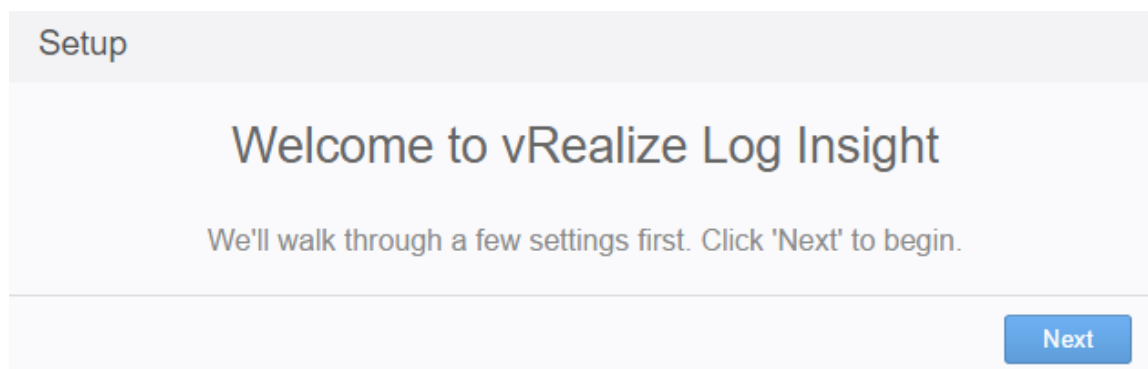 Setup
Welcome to vRealize Log Insight
We'll walk through a few settings first. Click 'Next' to begin.
Next